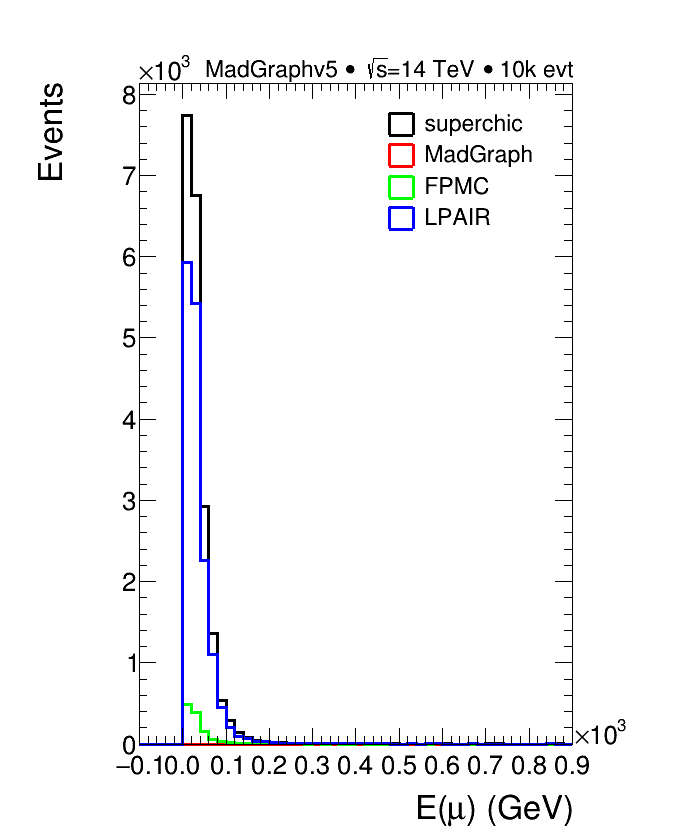 ×10³ MadGraphv5 • √s=14 TeV • 10k evt
Events
8
7
6
5
4
3
2
1
0
superchic
MadGraph
FPMC
LPAIR
−0.1 0.0 0.1 0.2 0.3 0.4 0.5 0.6 0.7 0.8 0.9
×10³
E(μ) (GeV)